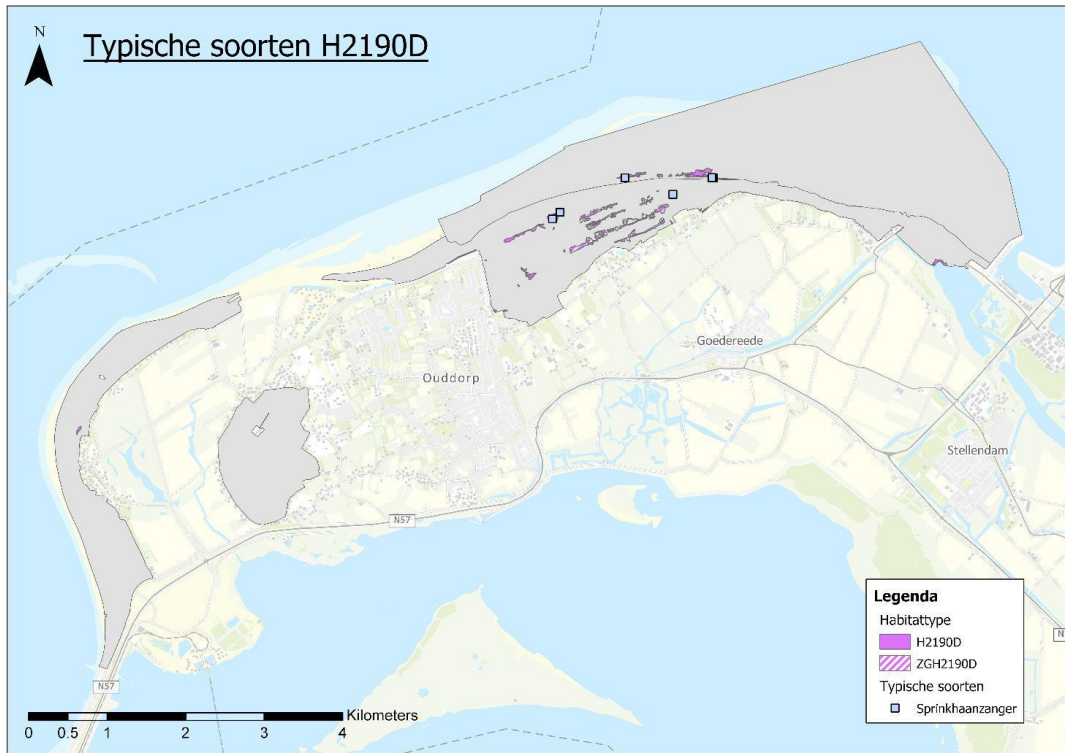 N
Typische soorten H2190D
Goedereede
Ouddorp
Stellendam
N57
N57
N
Legenda
Habitattype
H2190D
ZGH2190D
Typische soorten
Sprinkhaanzanger
Kilometers
0 0.5 1 2 3 4